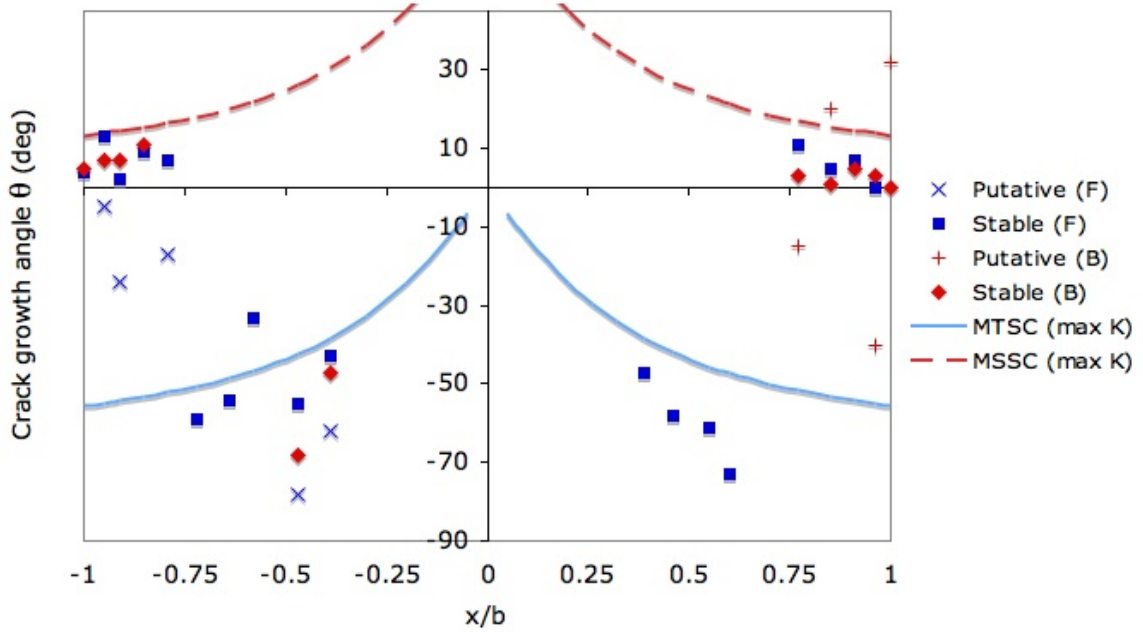 Crack growth angle θ (deg)
30
10
-10
-30
-50
-70
-90
-1 -0.75 -0.5 -0.25 0 0.25 0.5 0.75 1
x/b
Putative (F)
Stable (F)
Putative (B)
Stable (B)
MTSC (max K)
MSSC (max K)